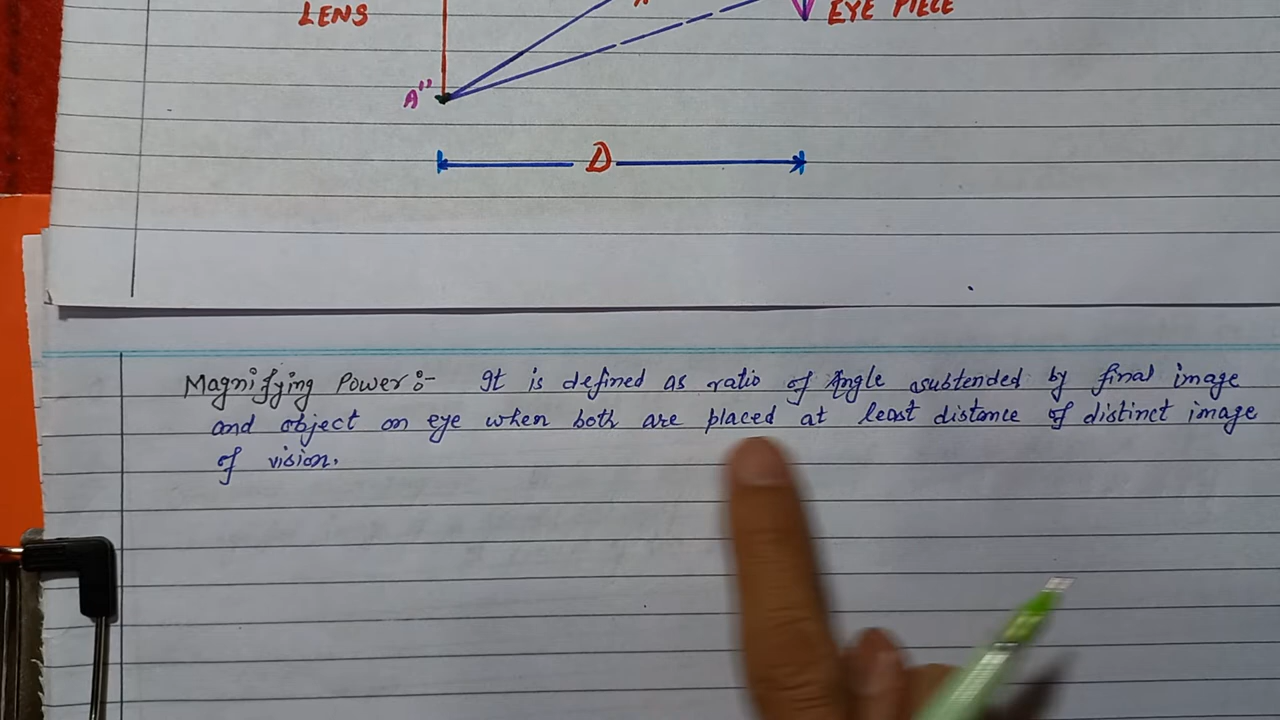 LENS
EYE PIECE
A"
D
Magnifying Power:- It is defined as ratio of Angle subtended by final image
and object on eye when both are placed at least distance of distinct image
of vision.